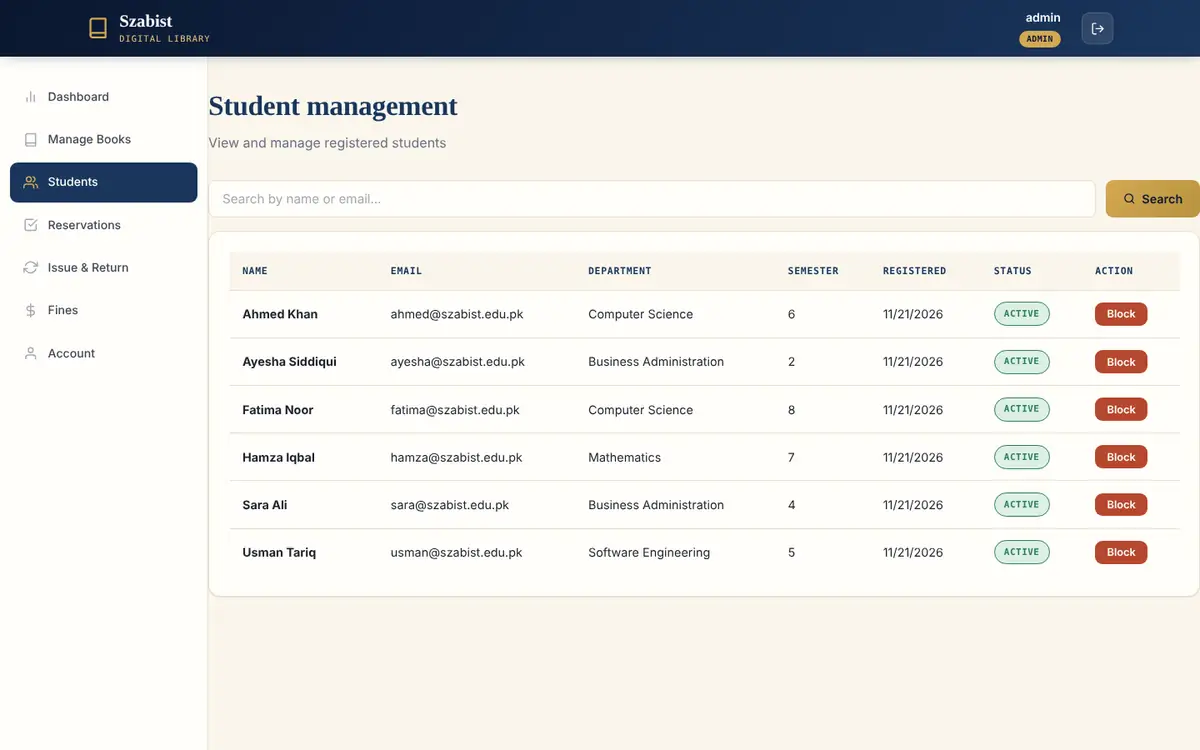 Szabist
DIGITAL LIBRARY
admin
ADMIN
Dashboard
Manage Books
Students
Reservations
Issue & Return
Fines
Account
Student management
View and manage registered students
Search by name or email...
Search
NAME EMAIL DEPARTMENT SEMESTER REGISTERED STATUS ACTION
Ahmed Khan ahmed@szabist.edu.pk Computer Science 6 11/21/2026 ACTIVE Block
Ayesha Siddiqui ayesha@szabist.edu.pk Business Administration 2 11/21/2026 ACTIVE Block
Fatima Noor fatima@szabist.edu.pk Computer Science 8 11/21/2026 ACTIVE Block
Hamza Iqbal hamza@szabist.edu.pk Mathematics 7 11/21/2026 ACTIVE Block
Sara Ali sara@szabist.edu.pk Business Administration 4 11/21/2026 ACTIVE Block
Usman Tariq usman@szabist.edu.pk Software Engineering 5 11/21/2026 ACTIVE Block